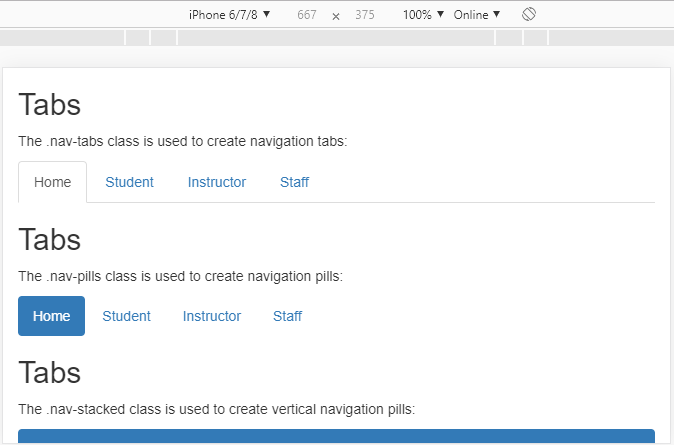 iPhone 6/7/8 ▼ 667 × 375 100% ▼ Online ▼
Tabs
The .nav-tabs class is used to create navigation tabs:
Home Student Instructor Staff
Tabs
The .nav-pills class is used to create navigation pills:
Home Student Instructor Staff
Tabs
The .nav-stacked class is used to create vertical navigation pills: